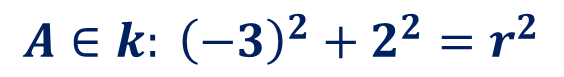 A ∈ k: (−3)² + 2² = r²